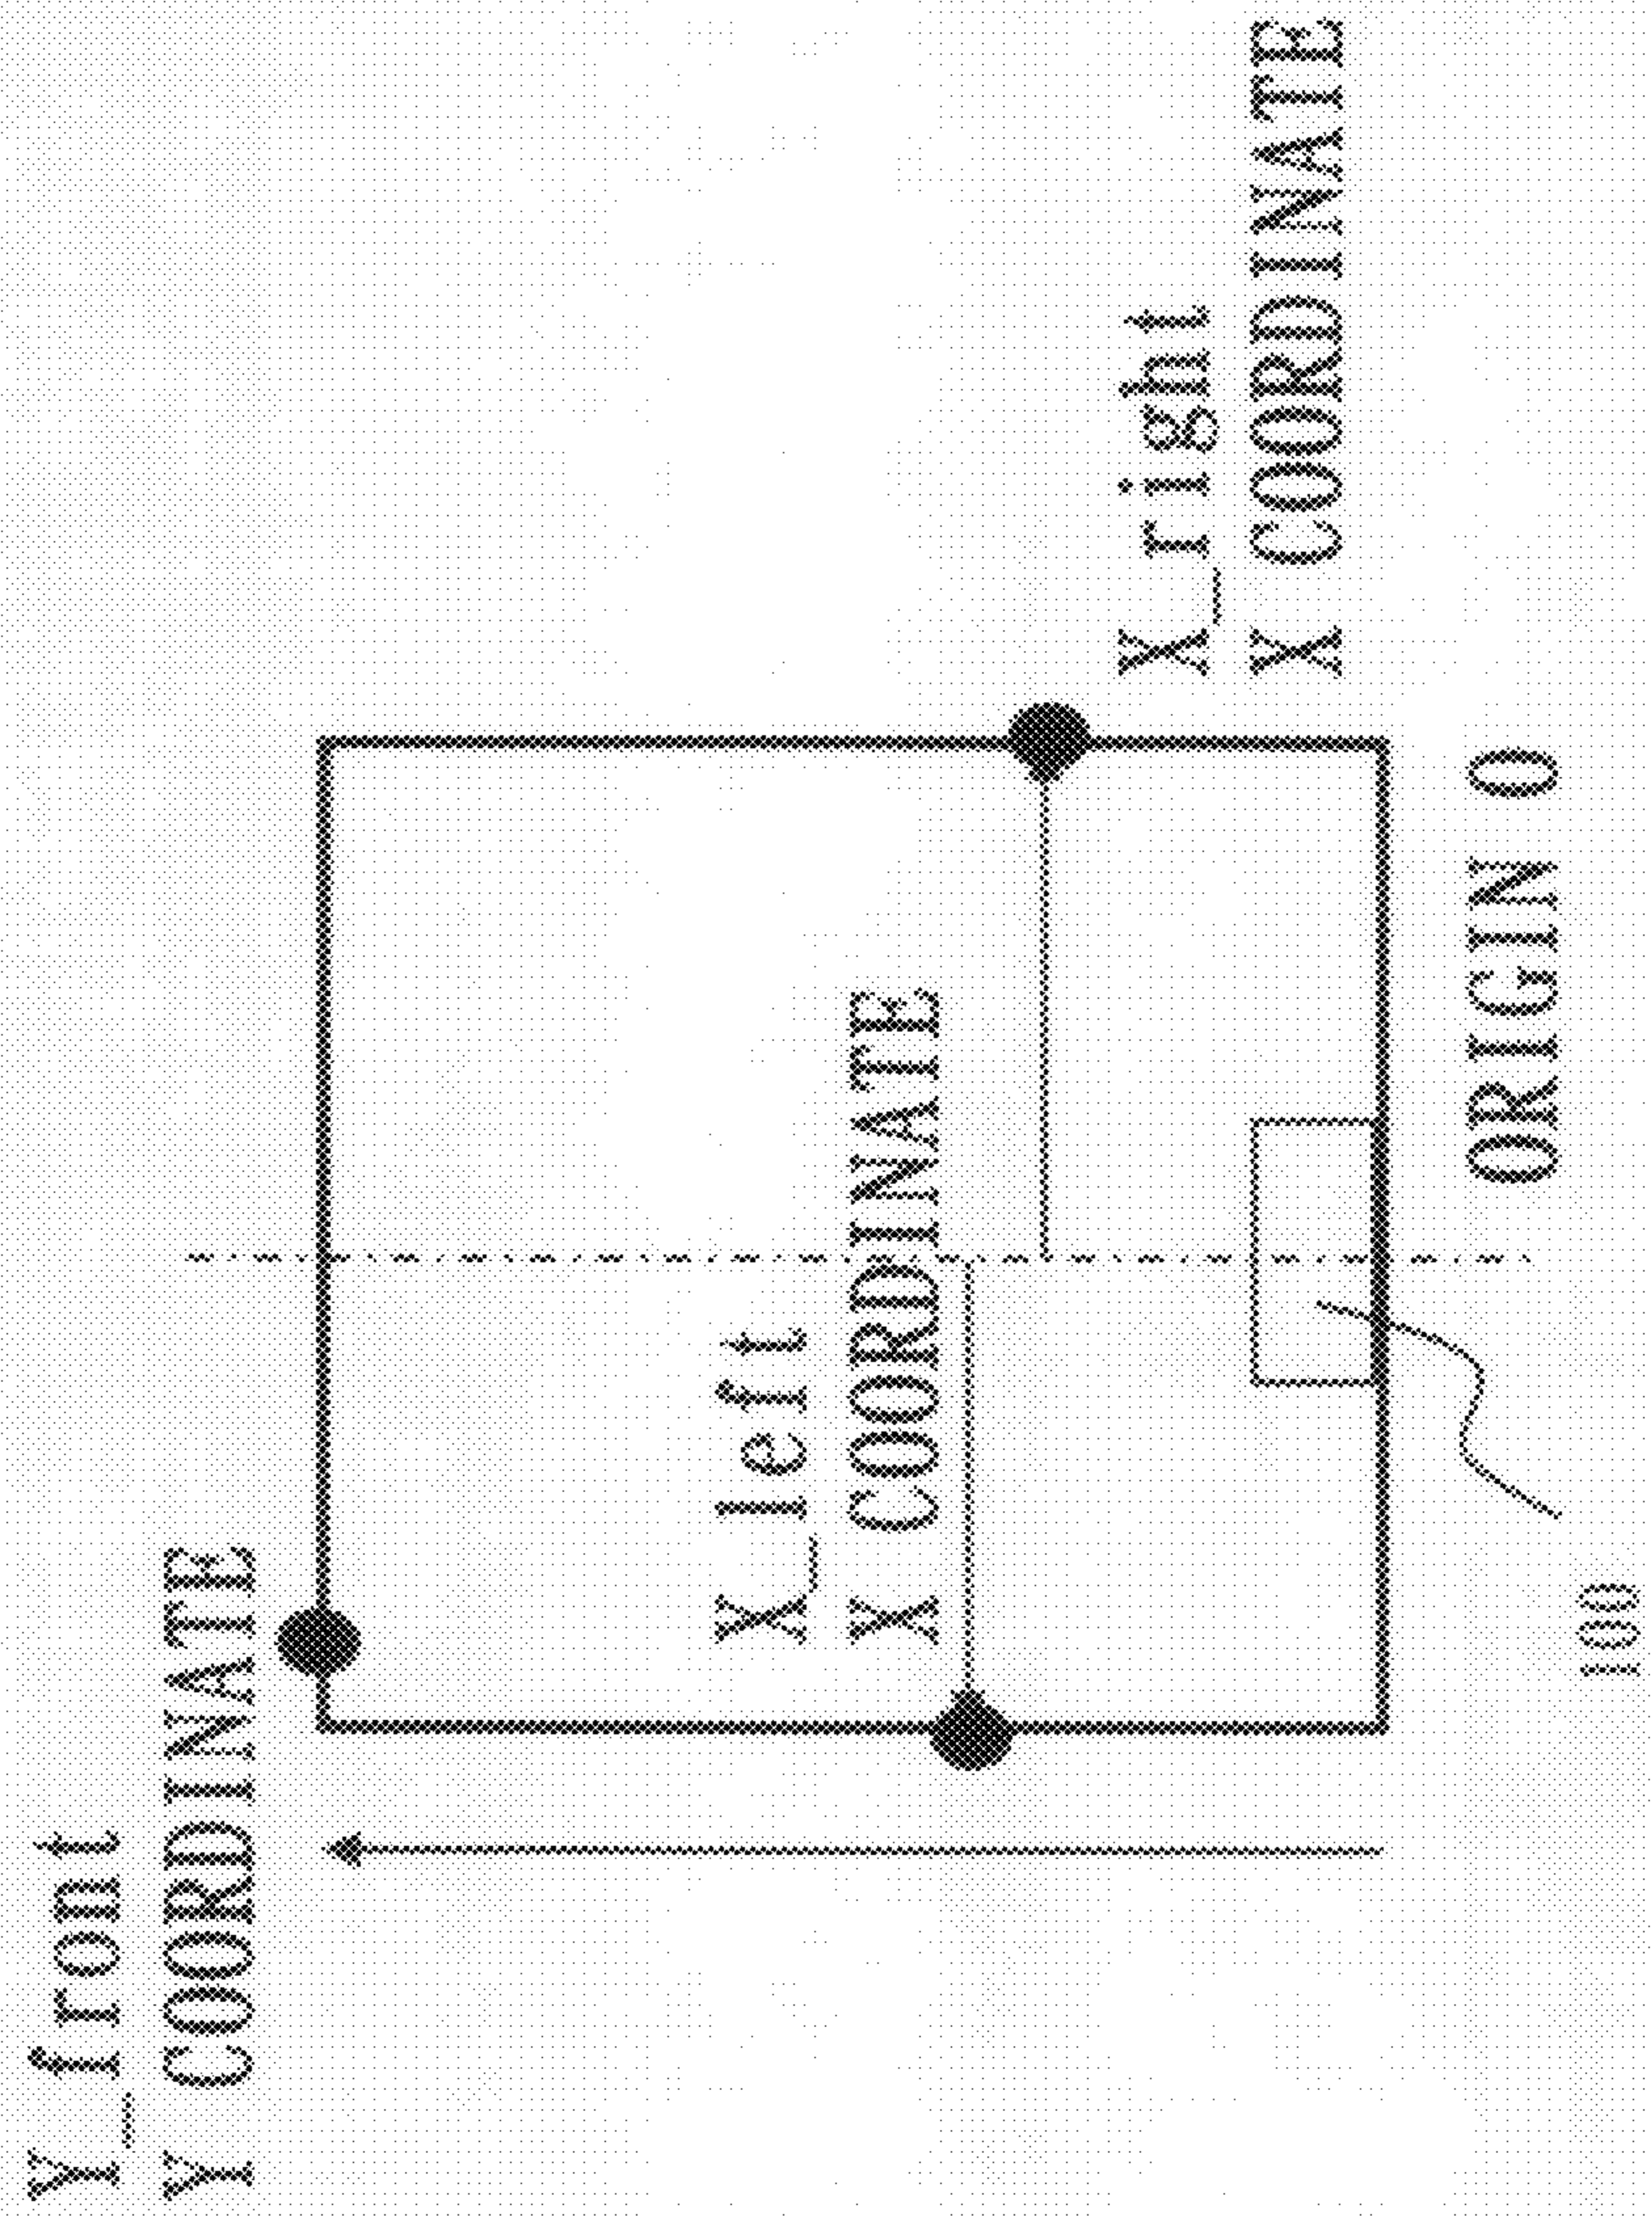 Y_front
Y COORDINATE
X_left
X COORDINATE
X_right
X COORDINATE
ORIGIN O
100